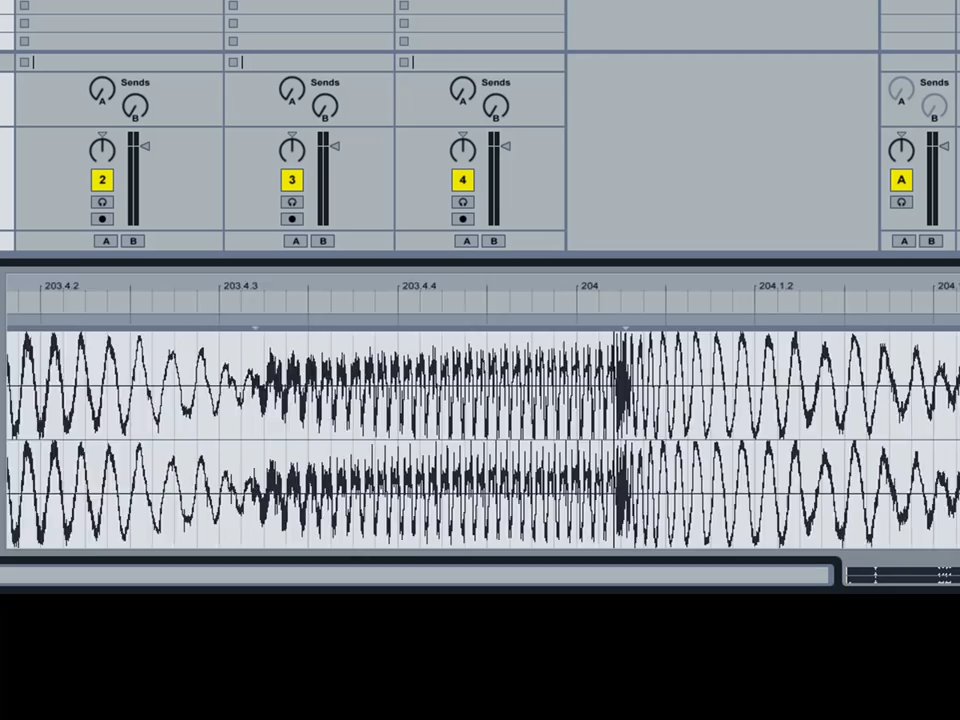 Sends Sends Sends Sends
A A A A
B B B B
2 3 4 A
A B A B A B A B
203.4.2 203.4.3 203.4.4 204 204.1.2 204